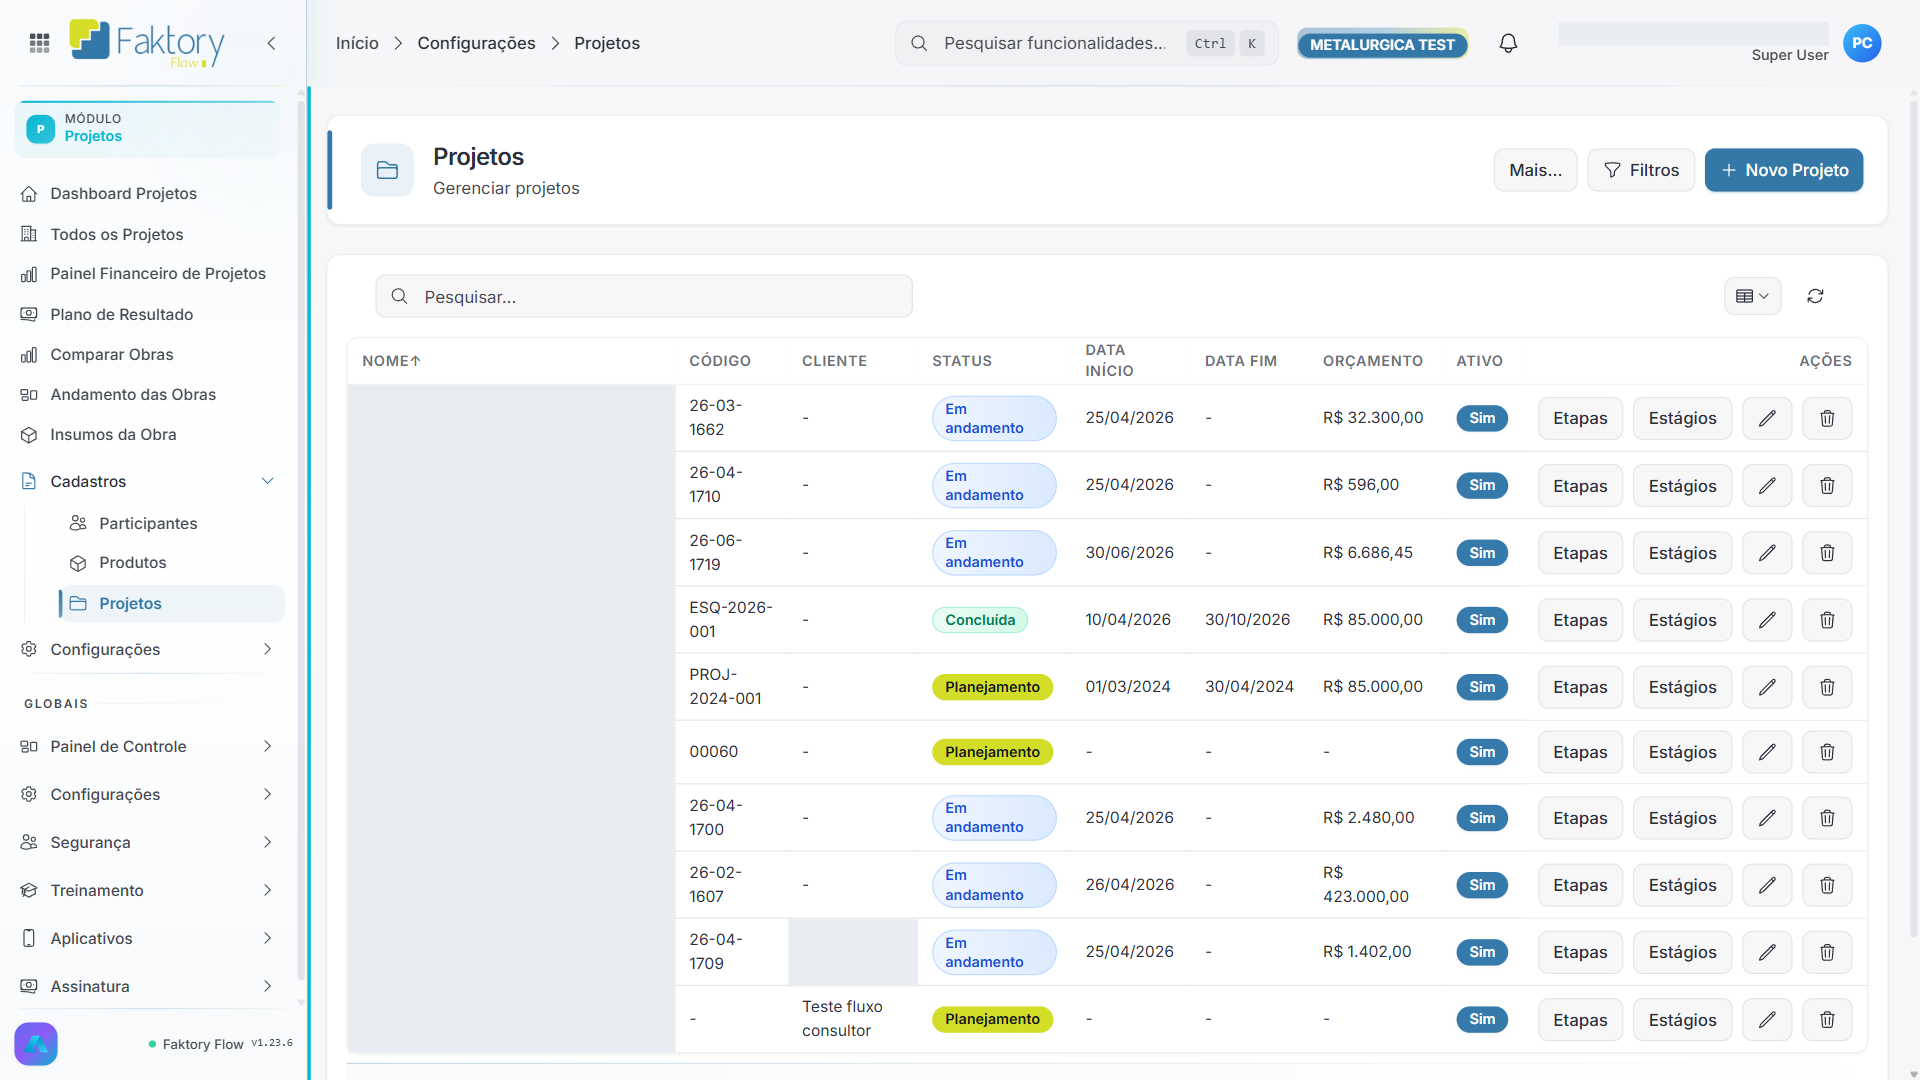 Faktory
Flow
Início
Configurações
Projetos
Pesquisar funcionalidades...
Ctrl
K
METALURGICA TEST
Super User
PC
P
MÓDULO
Projetos
Dashboard Projetos
Todos os Projetos
Painel Financeiro de Projetos
Plano de Resultado
Comparar Obras
Andamento das Obras
Insumos da Obra
Cadastros
Participantes
Produtos
Projetos
Configurações
GLOBAIS
Painel de Controle
Configurações
Segurança
Treinamento
Aplicativos
Assinatura
Faktory Flow v1.23.6
Projetos
Gerenciar projetos
Mais...
Filtros
Novo Projeto
Pesquisar...
NOME↑ CÓDIGO CLIENTE STATUS DATA INÍCIO DATA FIM ORÇAMENTO ATIVO AÇÕES
26-03-1662 - Em andamento 25/04/2026 - R$ 32.300,00 Sim Etapas Estágios
26-04-1710 - Em andamento 25/04/2026 - R$ 596,00 Sim Etapas Estágios
26-06-1719 - Em andamento 30/06/2026 - R$ 6.686,45 Sim Etapas Estágios
ESQ-2026-001 - Concluída 10/04/2026 30/10/2026 R$ 85.000,00 Sim Etapas Estágios
PROJ-2024-001 - Planejamento 01/03/2024 30/04/2024 R$ 85.000,00 Sim Etapas Estágios
00060 - Planejamento - - - Sim Etapas Estágios
26-04-1700 - Em andamento 25/04/2026 - R$ 2.480,00 Sim Etapas Estágios
26-02-1607 - Em andamento 26/04/2026 - R$ 423.000,00 Sim Etapas Estágios
26-04-1709 Em andamento 25/04/2026 - R$ 1.402,00 Sim Etapas Estágios
- Teste fluxo consultor Planejamento - - - Sim Etapas Estágios